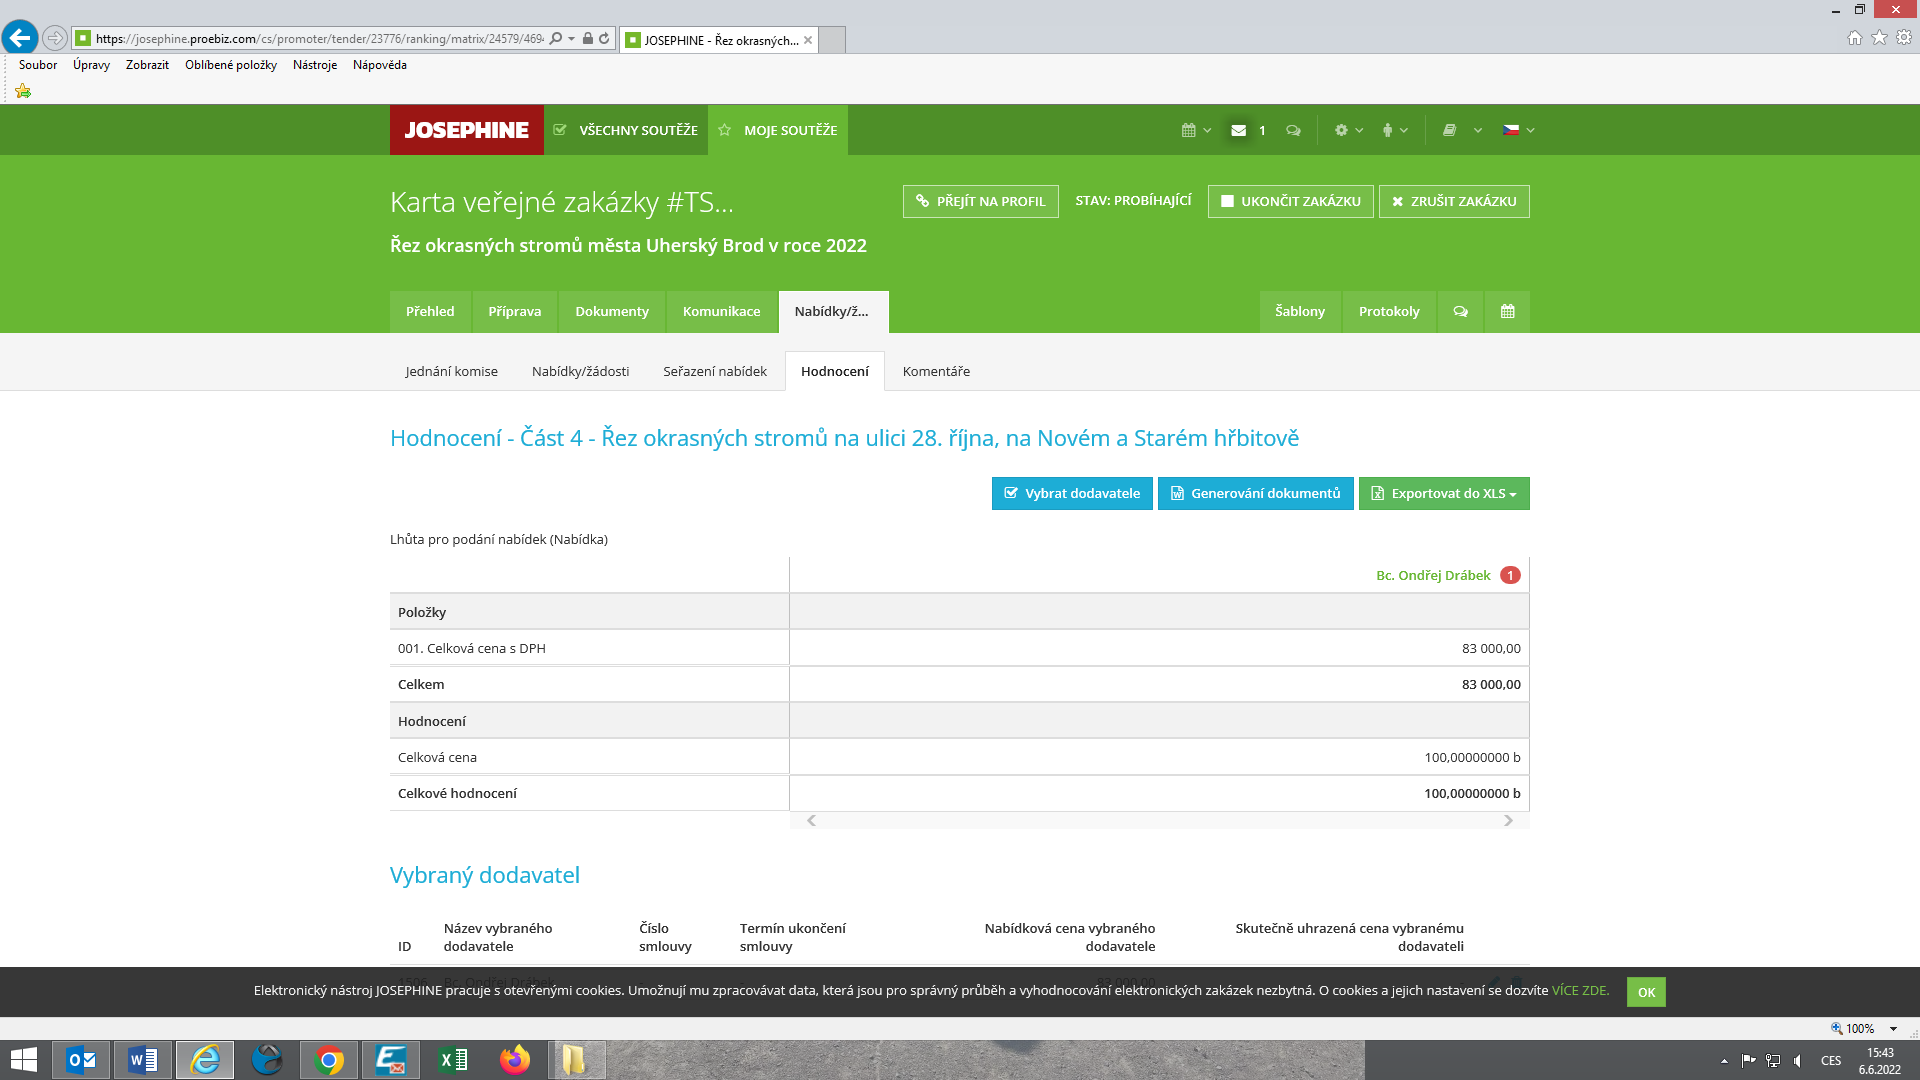 https://josephine.proebiz.com/cs/promoter/tender/23776/ranking/matrix/24579/469
JOSEPHINE - Řez okrasných...
Soubor Úpravy Zobrazit Oblíbené položky Nástroje Nápověda
JOSEPHINE VŠECHNY SOUTĚŽE MOJE SOUTĚŽE 1
Karta veřejné zakázky #TS...
PŘEJÍT NA PROFIL STAV: PROBÍHAJÍCÍ UKONČIT ZAKÁZKU ZRUŠIT ZAKÁZKU
Řez okrasných stromů města Uherský Brod v roce 2022
Přehled Příprava Dokumenty Komunikace Nabídky/ž... Šablony Protokoly
Jednání komise Nabídky/žádosti Seřazení nabídek Hodnocení Komentáře
Hodnocení - Část 4 - Řez okrasných stromů na ulici 28. října, na Novém a Starém hřbitově
Vybrat dodavatele Generování dokumentů Exportovat do XLS
Lhůta pro podání nabídek (Nabídka)
Bc. Ondřej Drábek 1
Položky
001. Celková cena s DPH 83 000,00
Celkem 83 000,00
Hodnocení
Celková cena 100,00000000 b
Celkové hodnocení 100,00000000 b
Vybraný dodavatel
ID Název vybraného dodavatele Číslo smlouvy Termín ukončení smlouvy Nabídková cena vybraného dodavatele Skutečně uhrazená cena vybranému dodavateli
Elektronický nástroj JOSEPHINE pracuje s otevřenými cookies. Umožnují mu zpracovávat data, která jsou pro správný průběh a vyhodnocování elektronických zakázek nezbytná. O cookies a jejich nastavení se dozvíte VÍCE ZDE. OK
100%
CES 15:43
6.6.2022